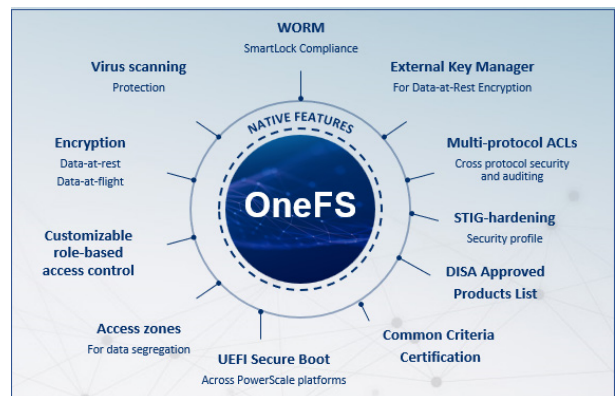 WORM
SmartLock Compliance
Virus scanning
Protection
External Key Manager
For Data-at-Rest Encryption
NATIVE FEATURES
Encryption
Data-at-rest
Data-at-flight
Multi-protocol ACLs
Cross protocol security
and auditing
OneFS
STIG-hardening
Security profile
Customizable
role-based
access control
DISA Approved
Products List
Access zones
For data segregation
Common Criteria
Certification
UEFI Secure Boot
Across PowerScale platforms